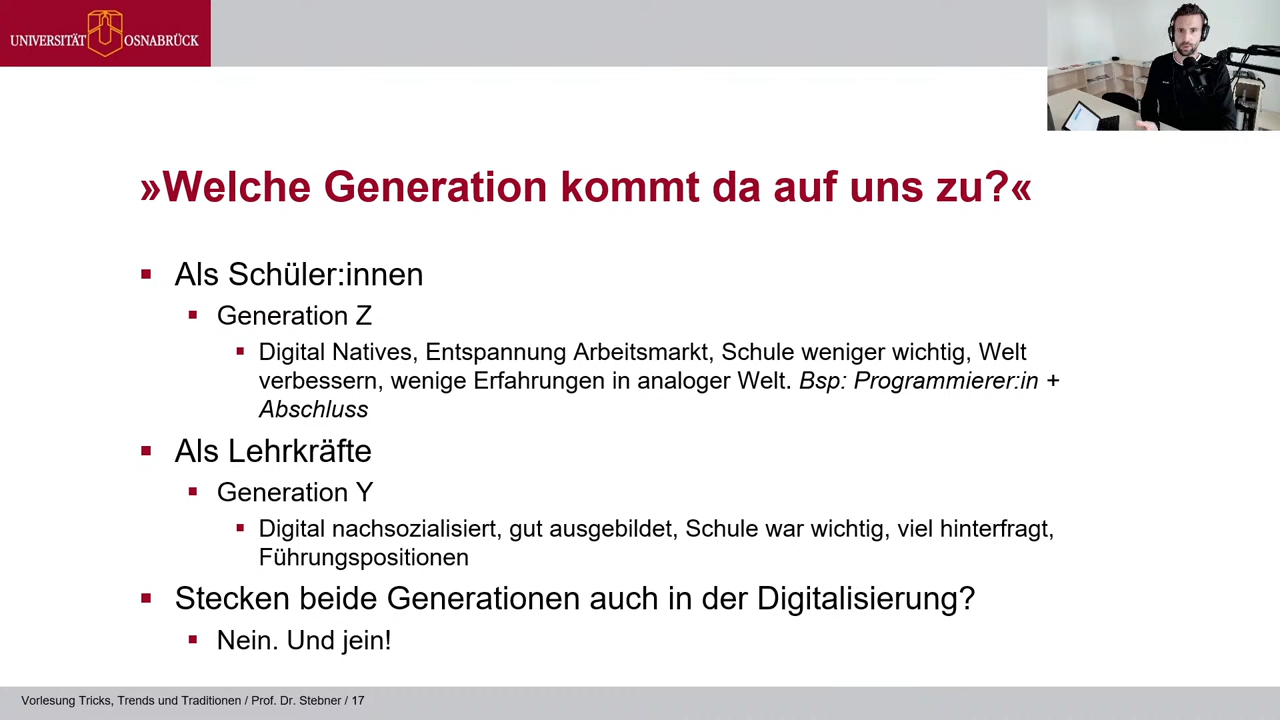 UNIVERSITÄT OSNABRÜCK
»Welche Generation kommt da auf uns zu?«
Als Schüler:innen
Generation Z
Digital Natives, Entspannung Arbeitsmarkt, Schule weniger wichtig, Welt
verbessern, wenige Erfahrungen in analoger Welt. Bsp: Programmierer:in +
Abschluss
Als Lehrkräfte
Generation Y
Digital nachsozialisiert, gut ausgebildet, Schule war wichtig, viel hinterfragt,
Führungspositionen
Stecken beide Generationen auch in der Digitalisierung?
Nein. Und jein!
Vorlesung Tricks, Trends und Traditionen / Prof. Dr. Stebner / 17